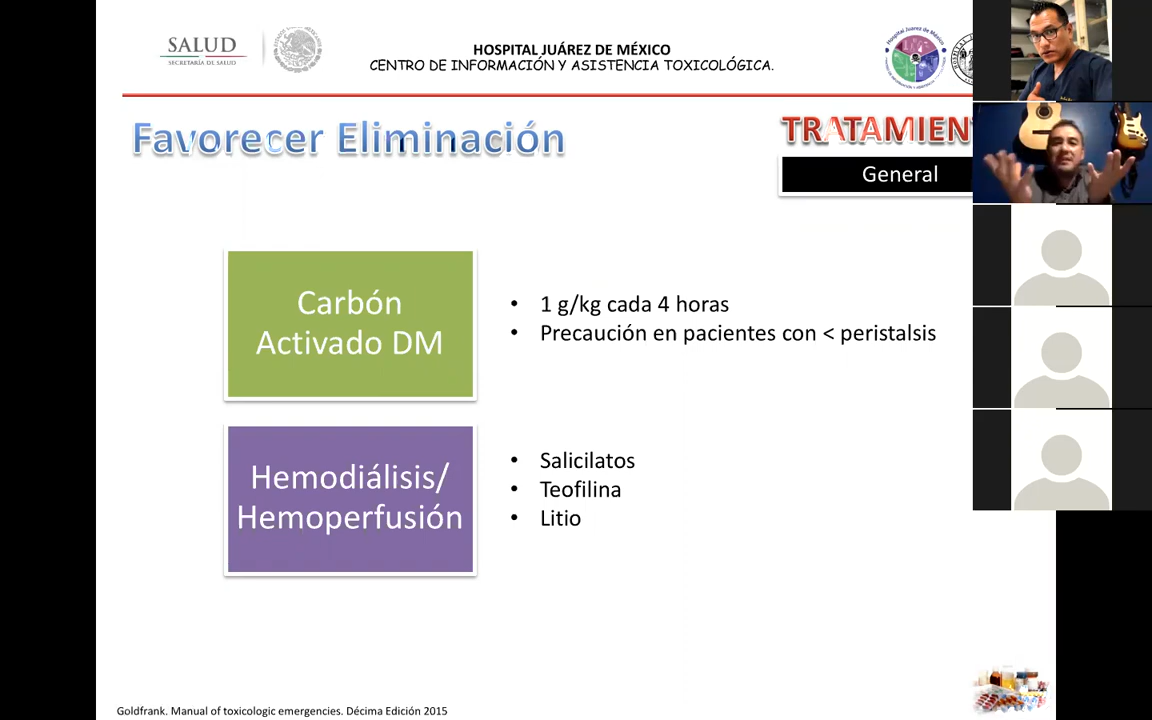 SALUD
SECRETARÍA DE SALUD
HOSPITAL JUÁREZ DE MÉXICO
CENTRO DE INFORMACIÓN Y ASISTENCIA TOXICOLÓGICA.
Favorecer Eliminación
TRATAMIEN
General
Carbón
Activado DM
• 1 g/kg cada 4 horas
• Precaución en pacientes con < peristalsis
Hemodiálisis/
Hemoperfusión
• Salicilatos
• Teofilina
• Litio
Goldfrank. Manual of toxicologic emergencies. Décima Edición 2015